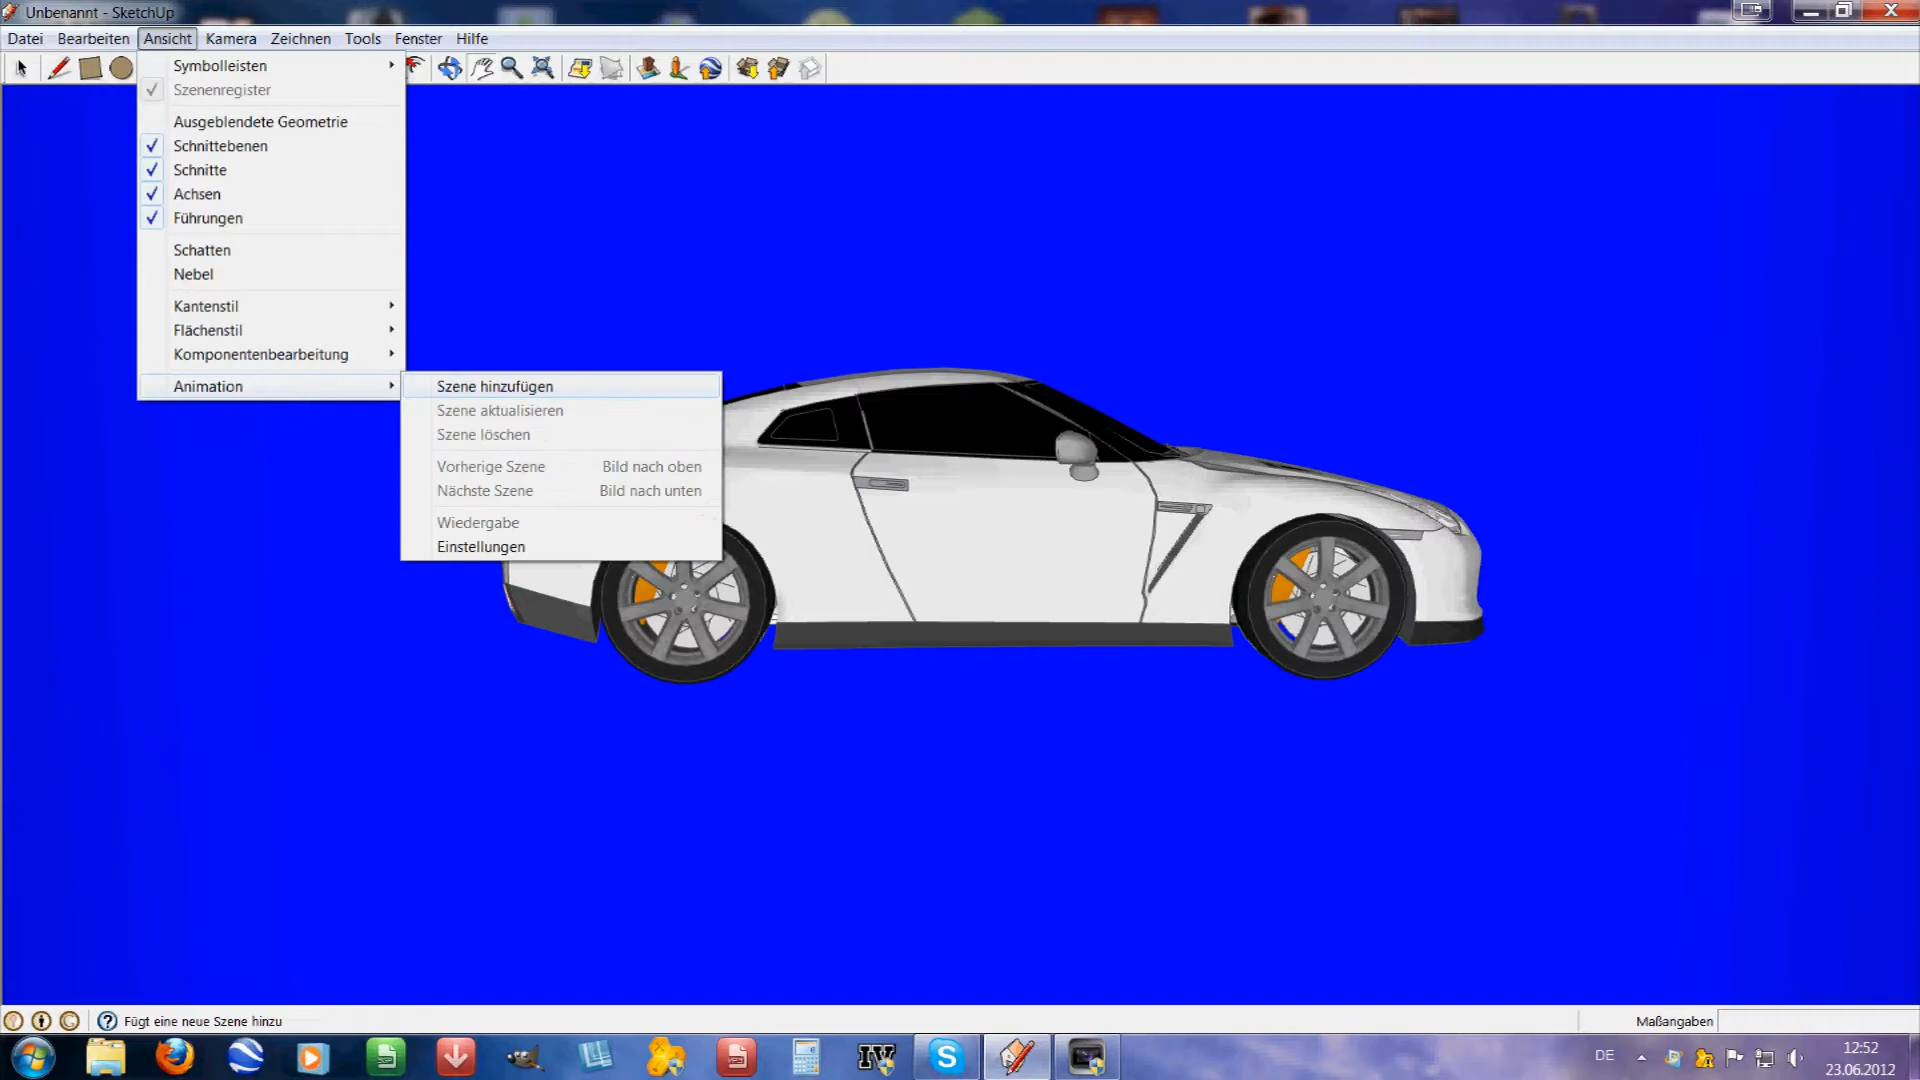 Unbenannt - SketchUp
Datei Bearbeiten Ansicht Kamera Zeichnen Tools Fenster Hilfe
Symbolleisten
Szenenregister
Ausgeblendete Geometrie
Schnittebenen
Schnitte
Achsen
Führungen
Schatten
Nebel
Kantenstil
Flächenstil
Komponentenbearbeitung
Animation
Szene hinzufügen
Szene aktualisieren
Szene löschen
Vorherige Szene Bild nach oben
Nächste Szene Bild nach unten
Wiedergabe
Einstellungen
Fügt eine neue Szene hinzu
Maßangaben
IV
DE
12:52
23.06.2012